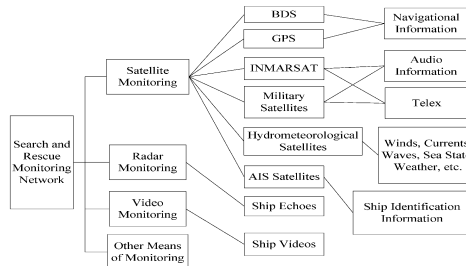 Search and
Rescue
Monitoring
Network
Satellite
Monitoring
Radar
Monitoring
Video
Monitoring
Other Means
of Monitoring
BDS
GPS
INMARSAT
Military
Satellites
Hydrometeorological
Satellites
AIS Satellites
Ship Echoes
Ship Videos
Navigational
Information
Audio
Information
Telex
Winds, Currents
Waves, Sea State
Weather, etc.
Ship Identification
Information